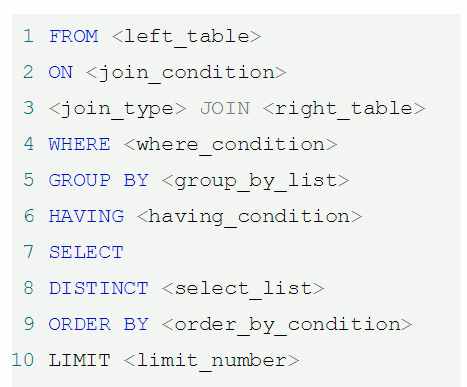 1 FROM <left_table>
2 ON <join_condition>
3 <join_type> JOIN <right_table>
4 WHERE <where_condition>
5 GROUP BY <group_by_list>
6 HAVING <having_condition>
7 SELECT
8 DISTINCT <select_list>
9 ORDER BY <order_by_condition>
10 LIMIT <limit_number>